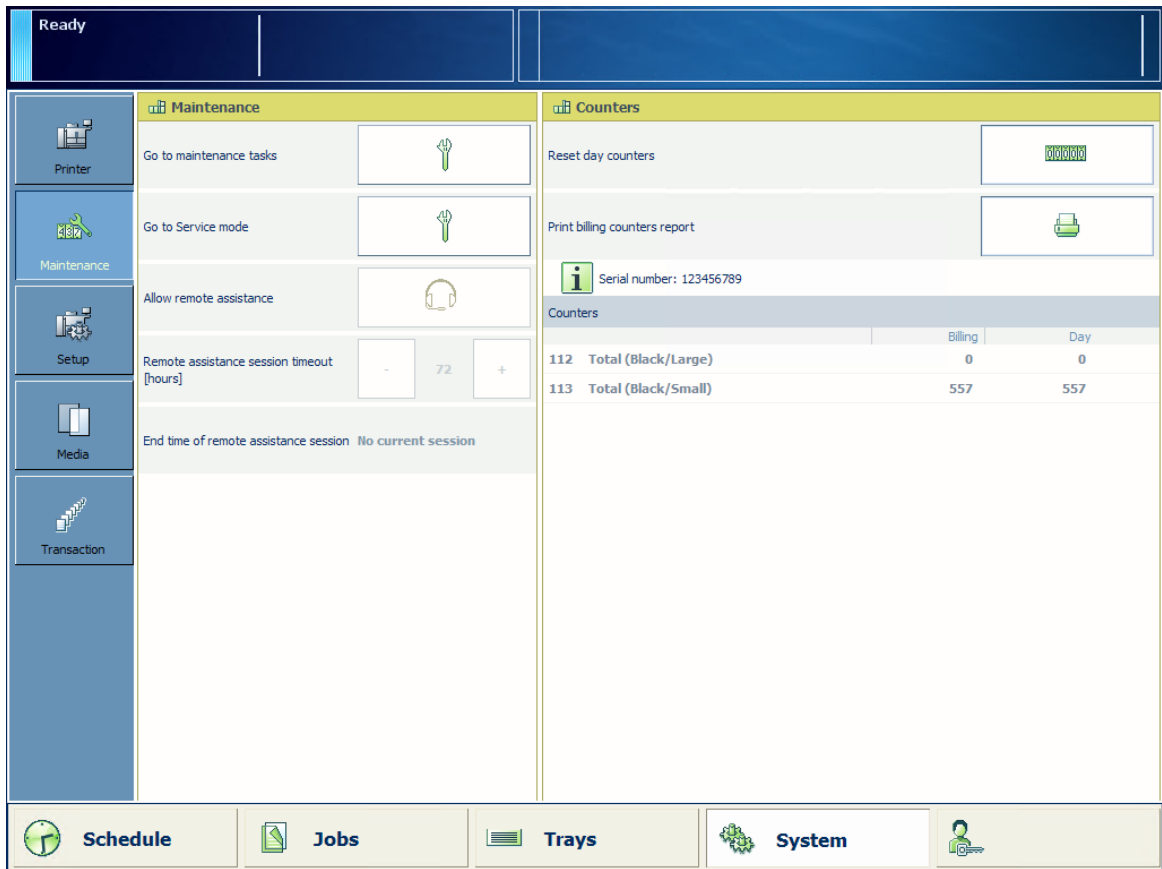 Ready
Printer
Maintenance
Setup
Media
Transaction
Maintenance
Go to maintenance tasks
Go to Service mode
Allow remote assistance
Remote assistance session timeout
[hours]
- 72 +
End time of remote assistance session No current session
Counters
Reset day counters
00000
Print billing counters report
i Serial number: 123456789
Counters
Billing Day
112 Total (Black/Large) 0 0
113 Total (Black/Small) 557 557
Schedule
Jobs
Trays
System